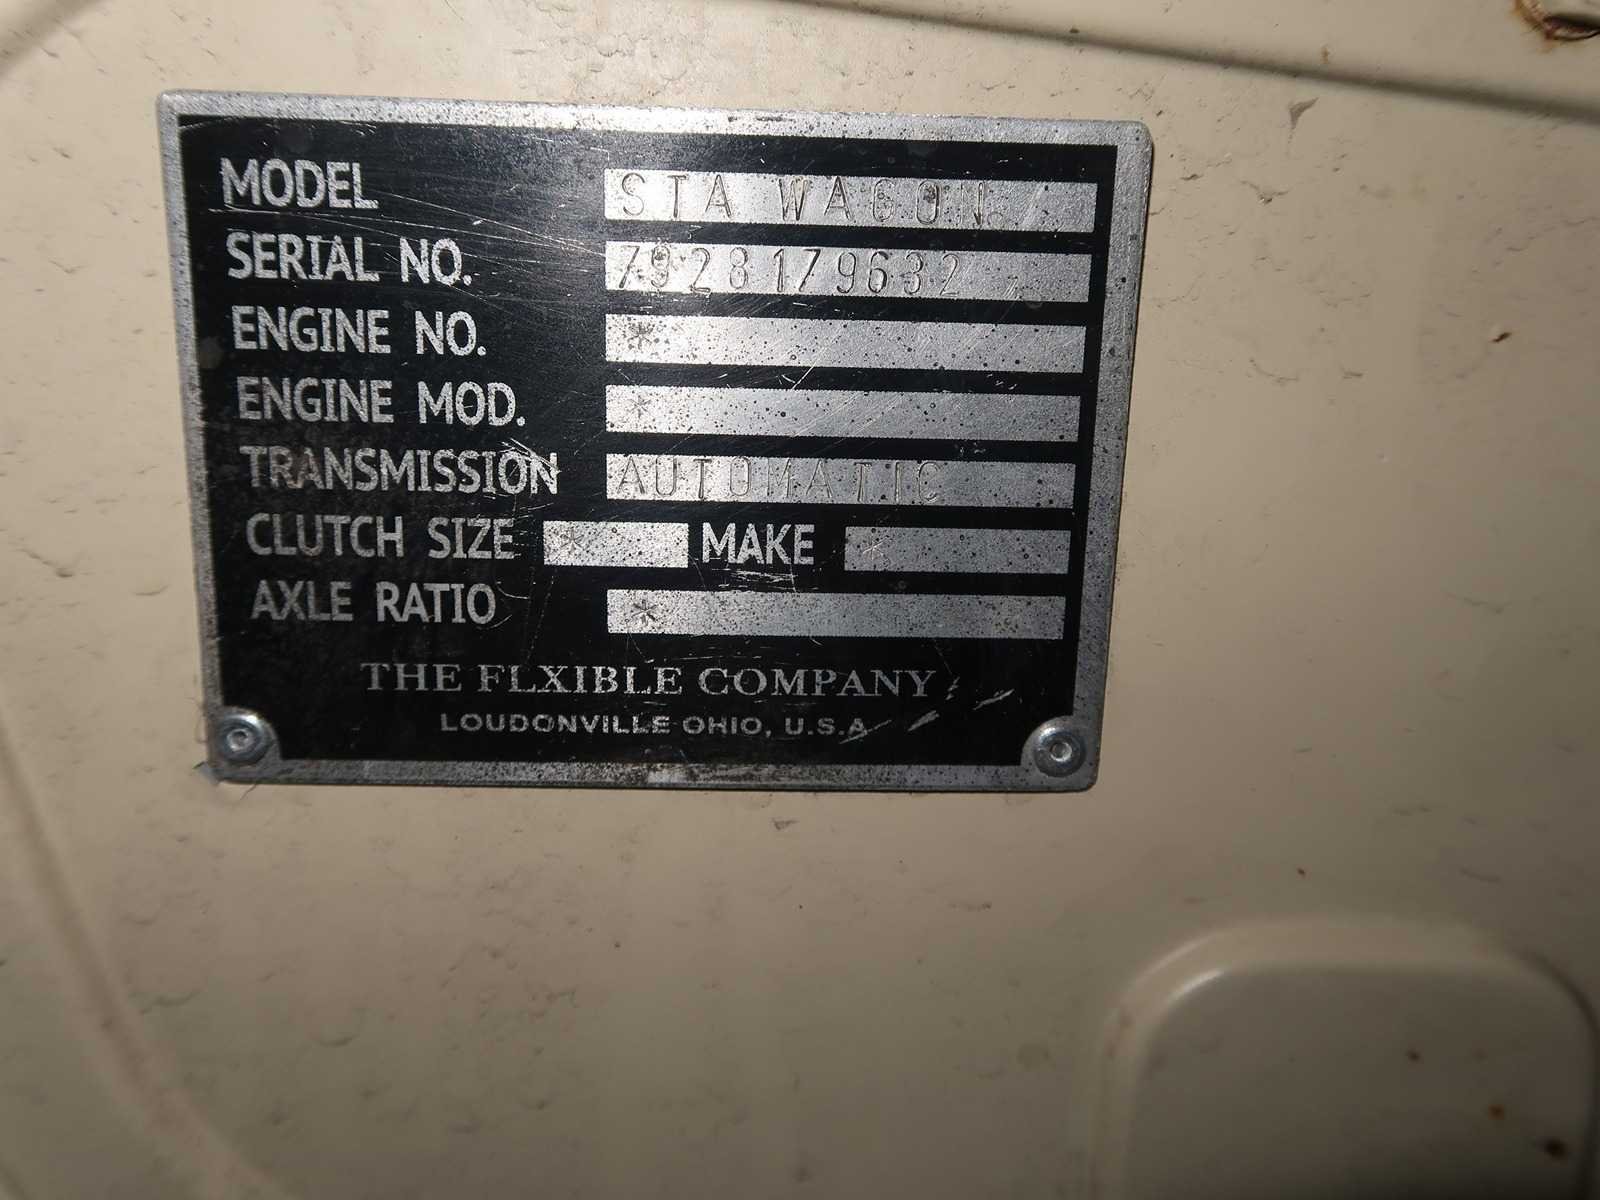 MODEL STA WAGON
SERIAL NO. 7928179632
ENGINE NO. *
ENGINE MOD. *
TRANSMISSION AUTOMATIC
CLUTCH SIZE * MAKE *
AXLE RATIO *
THE FLXIBLE COMPANY
LOUDONVILLE OHIO, U.S.A